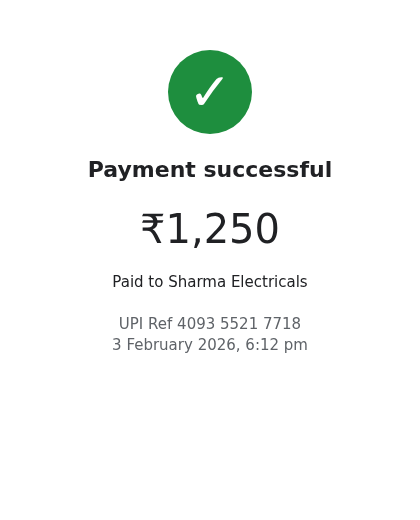 Payment successful
₹1,250
Paid to Sharma Electricals
UPI Ref 4093 5521 7718
3 February 2026, 6:12 pm